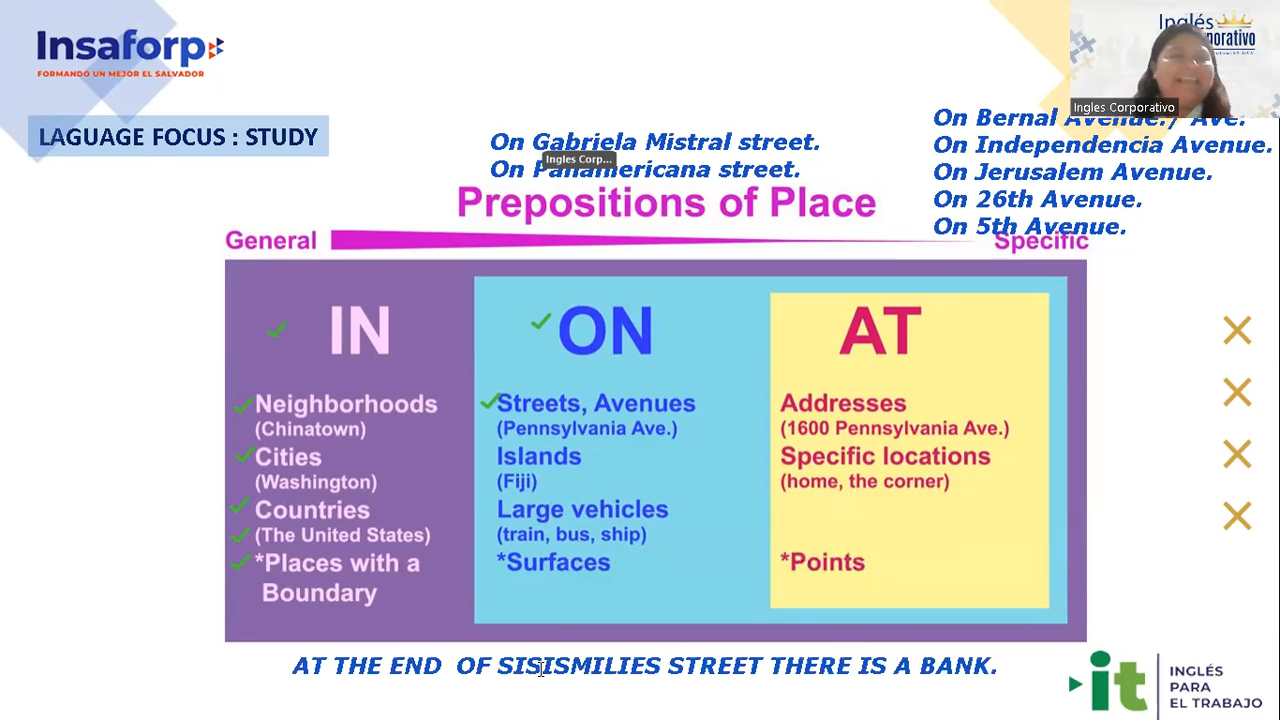 Insaforp
FORMANDO UN MEJOR EL SALVADOR
Inglés
porativo
Ingles Corporativo
LAGUAGE FOCUS : STUDY
On Gabriela Mistral street.
Ingles Corp...
On Panamericana street.
On Bernal Avenue./ Ave.
On Independencia Avenue.
On Jerusalem Avenue.
On 26th Avenue.
On 5th Avenue.
Prepositions of Place
General
Specific
IN
Neighborhoods
(Chinatown)
Cities
(Washington)
Countries
(The United States)
*Places with a
Boundary
ON
Streets, Avenues
(Pennsylvania Ave.)
Islands
(Fiji)
Large vehicles
(train, bus, ship)
*Surfaces
AT
Addresses
(1600 Pennsylvania Ave.)
Specific locations
(home, the corner)
*Points
AT THE END OF SISISMILIES STREET THERE IS A BANK.
it
INGLÉS
PARA
EL TRABAJO